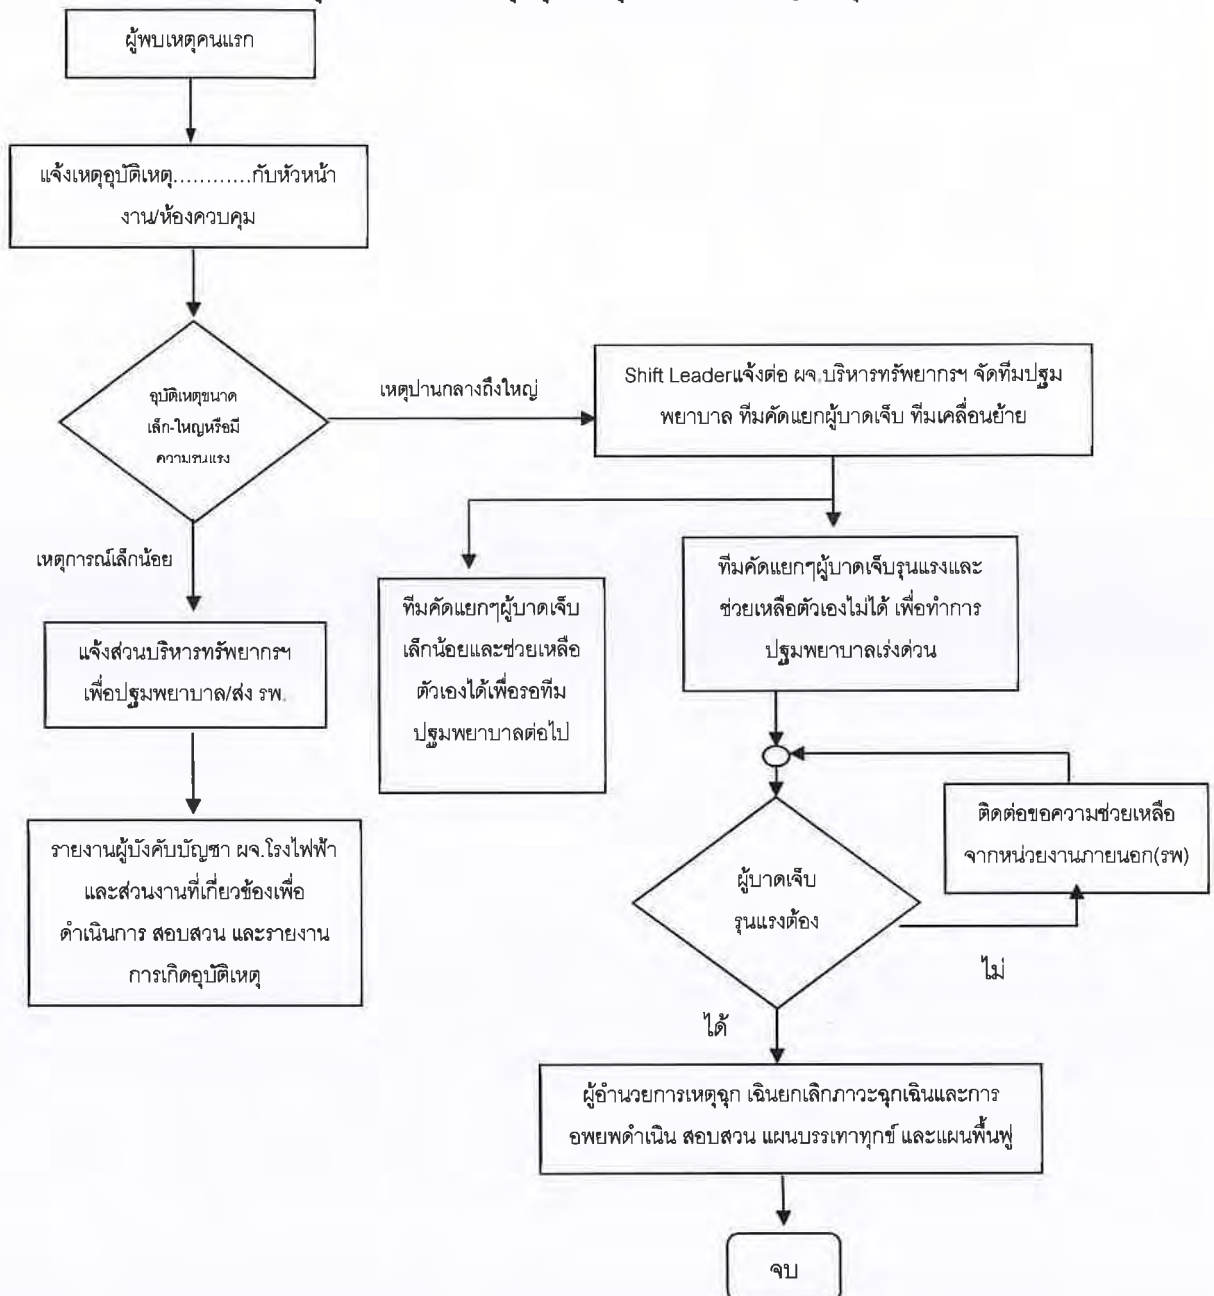 ผู้พบเหตุคนแรก
แจ้งเหตุอุบัติเหตุ............กับหัวหน้า
งาน/ห้องควบคุม
อุบัติเหตุขนาด
เล็ก-ใหญ่หรือมี
ความรุนแรง
เหตุปานกลางถึงใหญ่
Shift Leaderแจ้งต่อ ผจ.บริหารทรัพยากรฯ จัดทีมปฐม
พยาบาล ทีมคัดแยกผู้บาดเจ็บ ทีมเคลื่อนย้าย
เหตุการณ์เล็กน้อย
แจ้งส่วนบริหารทรัพยากรฯ
เพื่อปฐมพยาบาล/ส่ง รพ.
รายงานผู้บังคับบัญชา ผจ.โรงไฟฟ้า
และส่วนงานที่เกี่ยวข้องเพื่อ
ดำเนินการ สอบสวน และรายงาน
การเกิดอุบัติเหตุ
ทีมคัดแยกๆผู้บาดเจ็บ
เล็กน้อยและช่วยเหลือ
ตัวเองได้เพื่อรอทีม
ปฐมพยาบาลต่อไป
ทีมคัดแยกๆผู้บาดเจ็บรุนแรงและ
ช่วยเหลือตัวเองไม่ได้ เพื่อทำการ
ปฐมพยาบาลเร่งด่วน
ติดต่อขอความช่วยเหลือ
จากหน่วยงานภายนอก(รพ)
ผู้บาดเจ็บ
รุนแรงต้อง
ไม่
ได้
ผู้อำนวยการเหตุฉุก เฉินยกเลิกภาวะฉุกเฉินและการ
อพยพดำเนิน สอบสวน แผนบรรเทาทุกข์ และแผนพื้นฟู
จบ